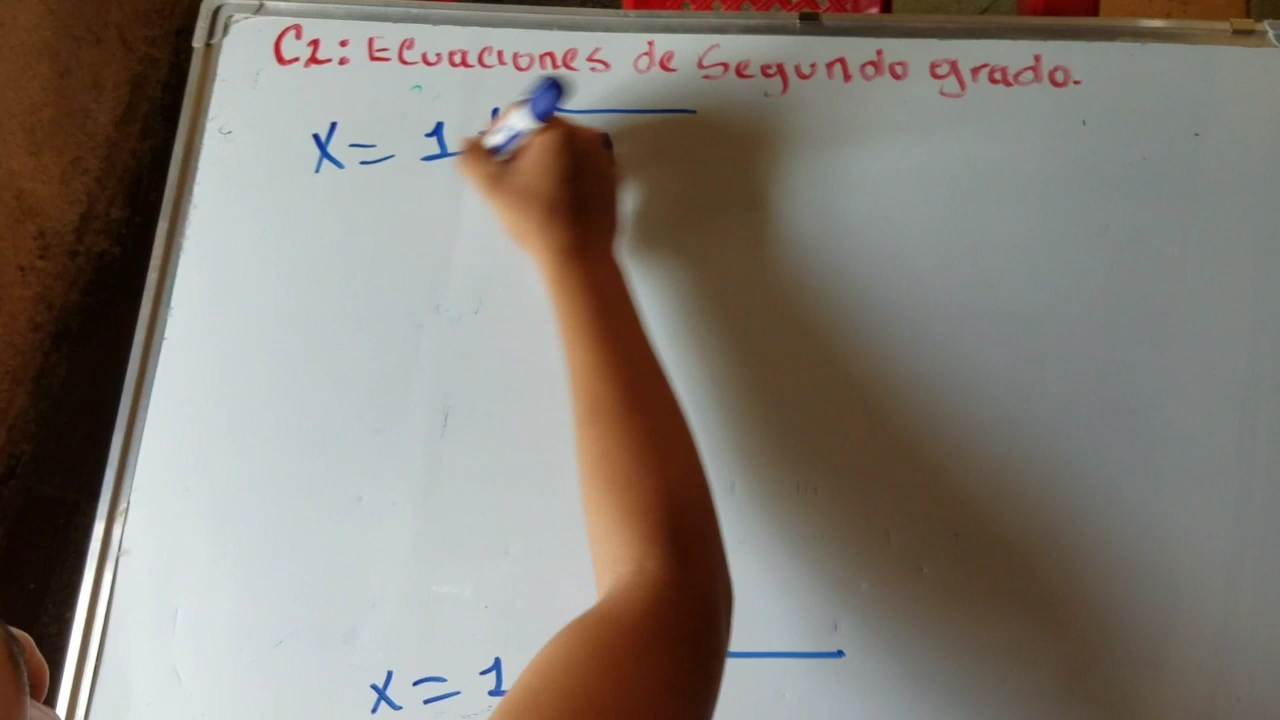 C2: Ecuaciones de Segundo grado.
x = 1
x = 1